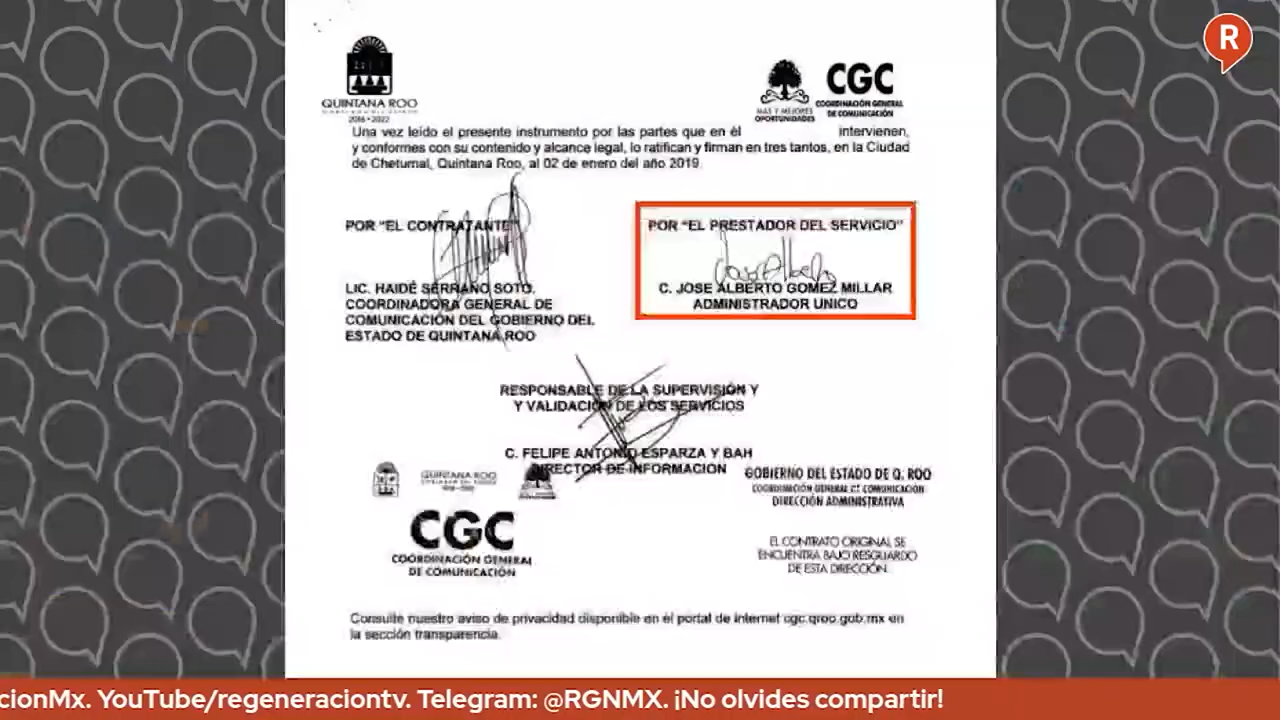 R
QUINTANA ROO
2016 - 2022
MÁS Y MEJORES
OPORTUNIDADES
CGC
COORDINACIÓN GENERAL
DE COMUNICACIÓN
Una vez leído el presente instrumento por las partes que en él intervienen,
y conformes con su contenido y alcance legal, lo ratifican y firman en tres tantos, en la Ciudad
de Chetumal, Quintana Roo, al 02 de enero del año 2019.
POR "EL CONTRATANTE"
LIC. HAIDÉ SERRANO SOTO.
COORDINADORA GENERAL DE
COMUNICACIÓN DEL GOBIERNO DEL
ESTADO DE QUINTANA ROO
POR "EL PRESTADOR DEL SERVICIO"
C. JOSE ALBERTO GOMEZ MILLAR
ADMINISTRADOR UNICO
RESPONSABLE DE LA SUPERVISIÓN Y
Y VALIDACIÓN DE LOS SERVICIOS
C. FELIPE ANTONIO ESPARZA Y BAH
DIRECTOR DE INFORMACION
QUINTANA ROO
CGC
COORDINACIÓN GENERAL
DE COMUNICACIÓN
GOBIERNO DEL ESTADO DE Q. ROO
COORDINACIÓN GENERAL DE COMUNICACIÓN
DIRECCIÓN ADMINISTRATIVA
EL CONTRATO ORIGINAL SE
ENCUENTRA BAJO RESGUARDO
DE ESTA DIRECCIÓN.
Consulte nuestro aviso de privacidad disponible en el portal de internet cgc.qroo.gob.mx en
la sección transparencia.
cionMx. YouTube/regeneraciontv. Telegram: @RGNMX. ¡No olvides compartir!